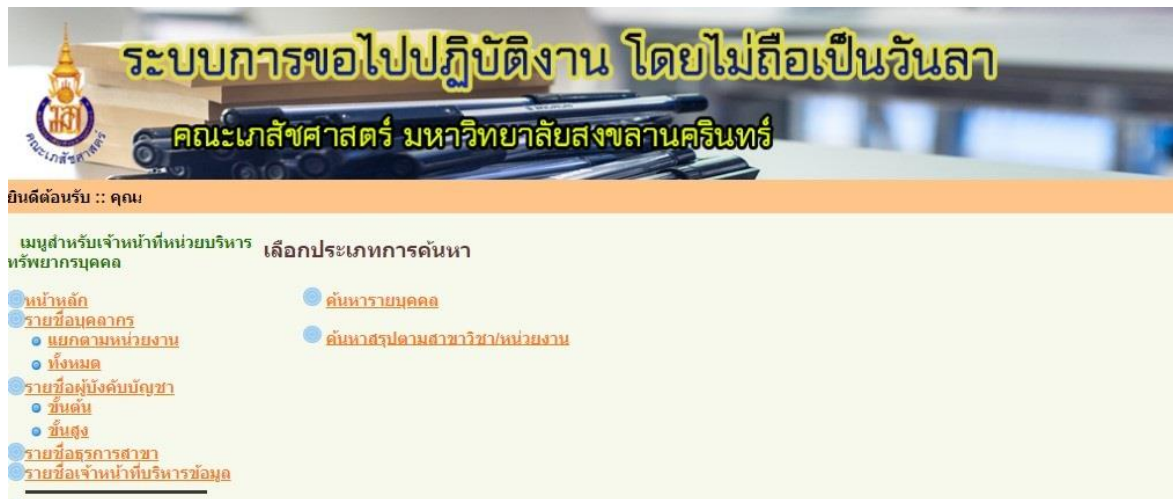 ระบบการขอไปปฏิบัติงาน โดยไม่ถือเป็นวันลา
คณะเภสัชศาสตร์ มหาวิทยาลัยสงขลานครินทร์
คณะเภสัชศาสตร์
ยินดีต้อนรับ :: คุณ
เมนูสำหรับเจ้าหน้าที่หน่วยบริหาร
ทรัพยากรบุคคล
หน้าหลัก
รายชื่อบุคลากร
แยกตามหน่วยงาน
ทั้งหมด
รายชื่อผู้บังคับบัญชา
ขั้นต้น
ขั้นสูง
รายชื่อธุรการสาขา
รายชื่อเจ้าหน้าที่บริหารข้อมูล
เลือกประเภทการค้นหา
ค้นหารายบุคคล
ค้นหาสรุปตามสาขาวิชา/หน่วยงาน